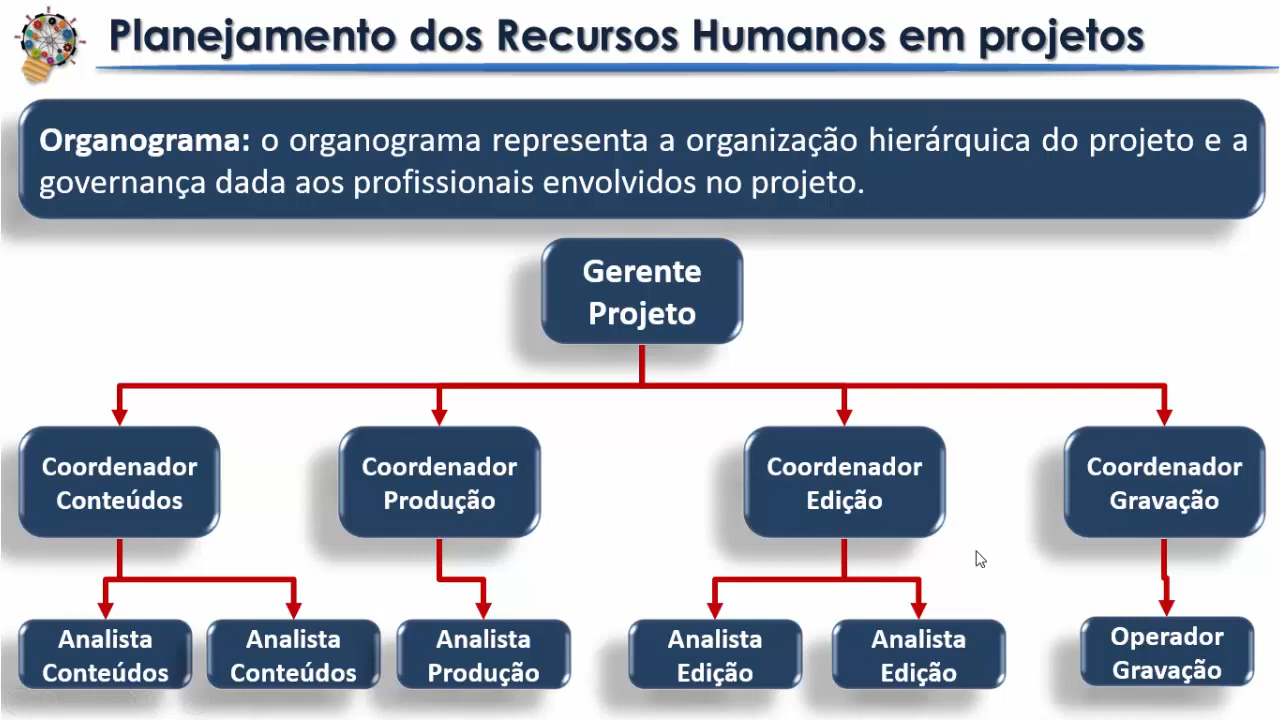 Planejamento dos Recursos Humanos em projetos
Organograma: o organograma representa a organização hierárquica do projeto e a
governança dada aos profissionais envolvidos no projeto.
Gerente
Projeto
Coordenador
Conteúdos
Coordenador
Produção
Coordenador
Edição
Coordenador
Gravação
Analista
Conteúdos
Analista
Conteúdos
Analista
Produção
Analista
Edição
Analista
Edição
Operador
Gravação